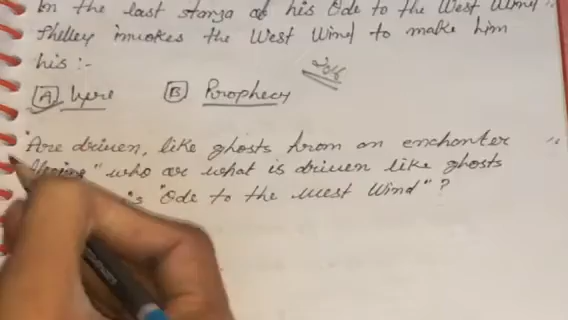 In the last stanza of his Ode to the West Wind,
Shelley invokes the West Wind to make him
his :-
2016
A lyre B Porophecy
"Are driven, like ghosts from an enchanter
" who or what is driven like ghosts
"Ode to the West Wind" ?